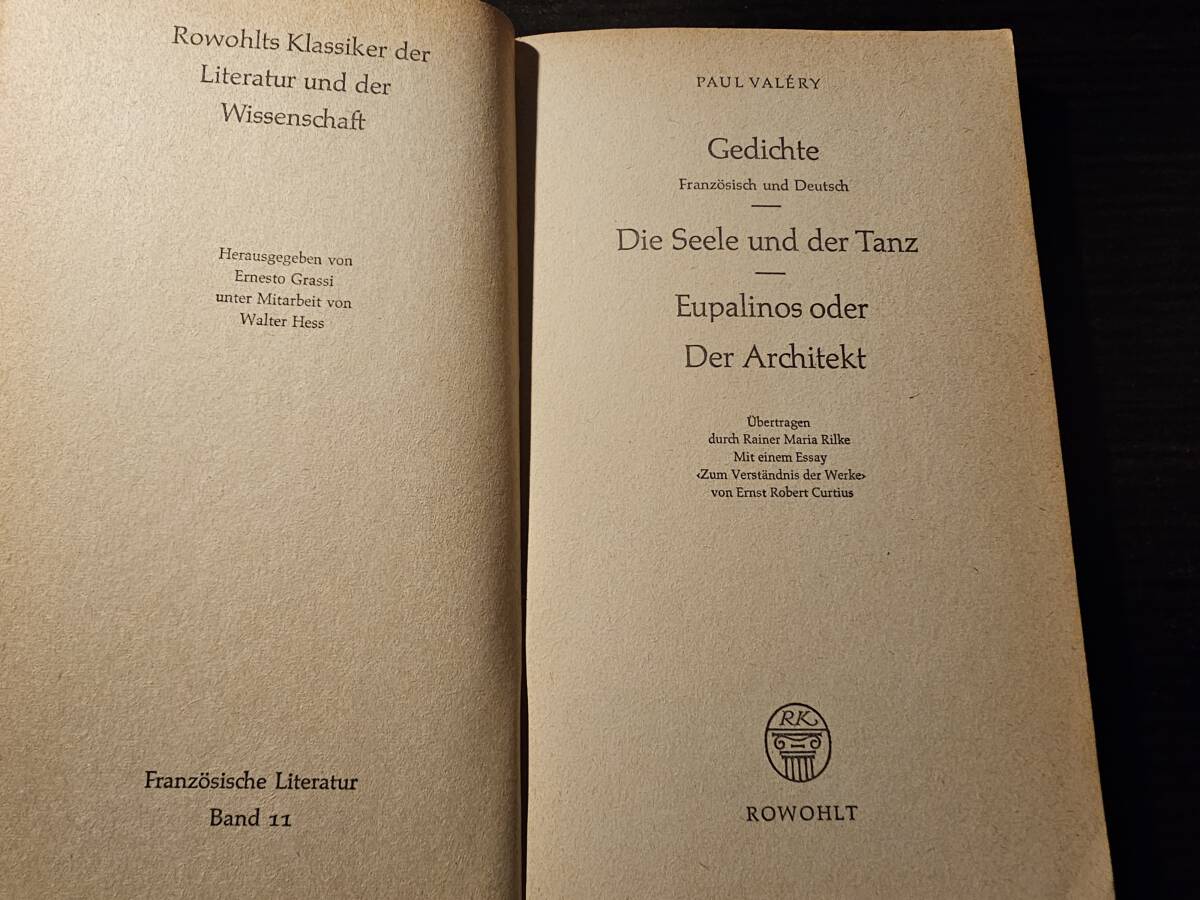 Rowohlts Klassiker der
Literatur und der
Wissenschaft
Herausgegeben von
Ernesto Grassi
unter Mitarbeit von
Walter Hess
Französische Literatur
Band 11
PAUL VALÉRY
Gedichte
Französisch und Deutsch
Die Seele und der Tanz
Eupalinos oder
Der Architekt
Übertragen
durch Rainer Maria Rilke
Mit einem Essay
‹Zum Verständnis der Werke›
von Ernst Robert Curtius
RK
ROWOHLT